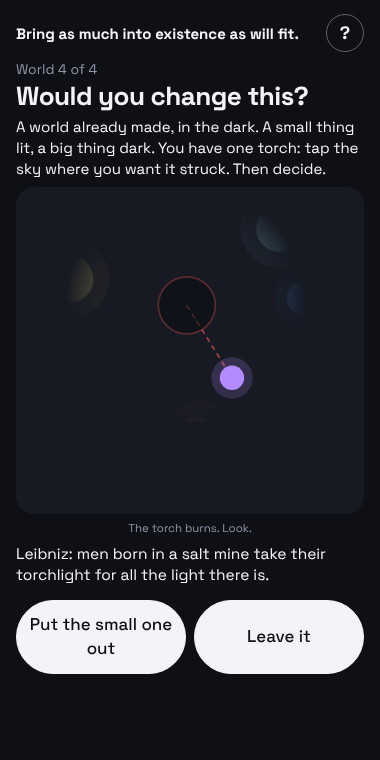 Bring as much into existence as will fit.
?
World 4 of 4
Would you change this?
A world already made, in the dark. A small thing
lit, a big thing dark. You have one torch: tap the
sky where you want it struck. Then decide.
The torch burns. Look.
Leibniz: men born in a salt mine take their
torchlight for all the light there is.
Put the small one
out
Leave it